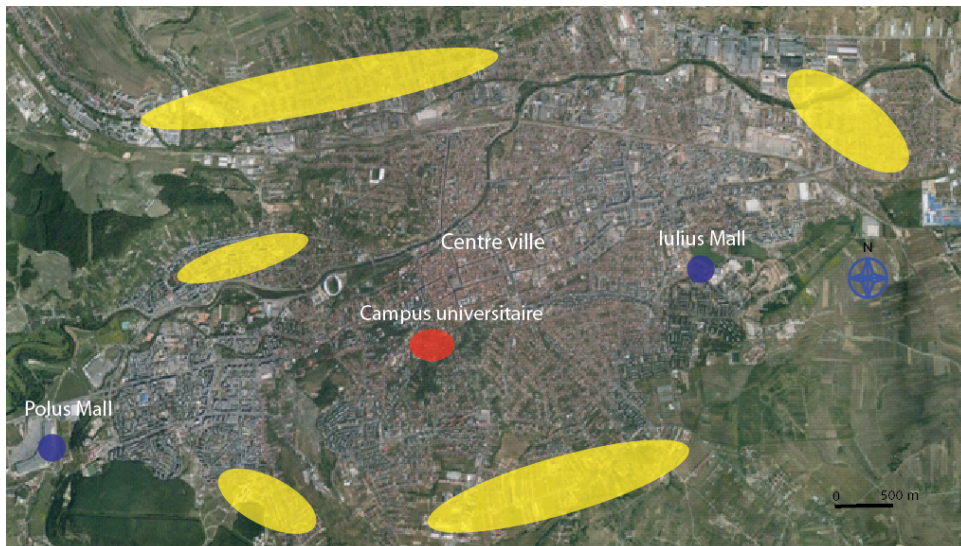 N
Centre ville
Iulius Mall
Campus universitaire
Polus Mall
0 500 m